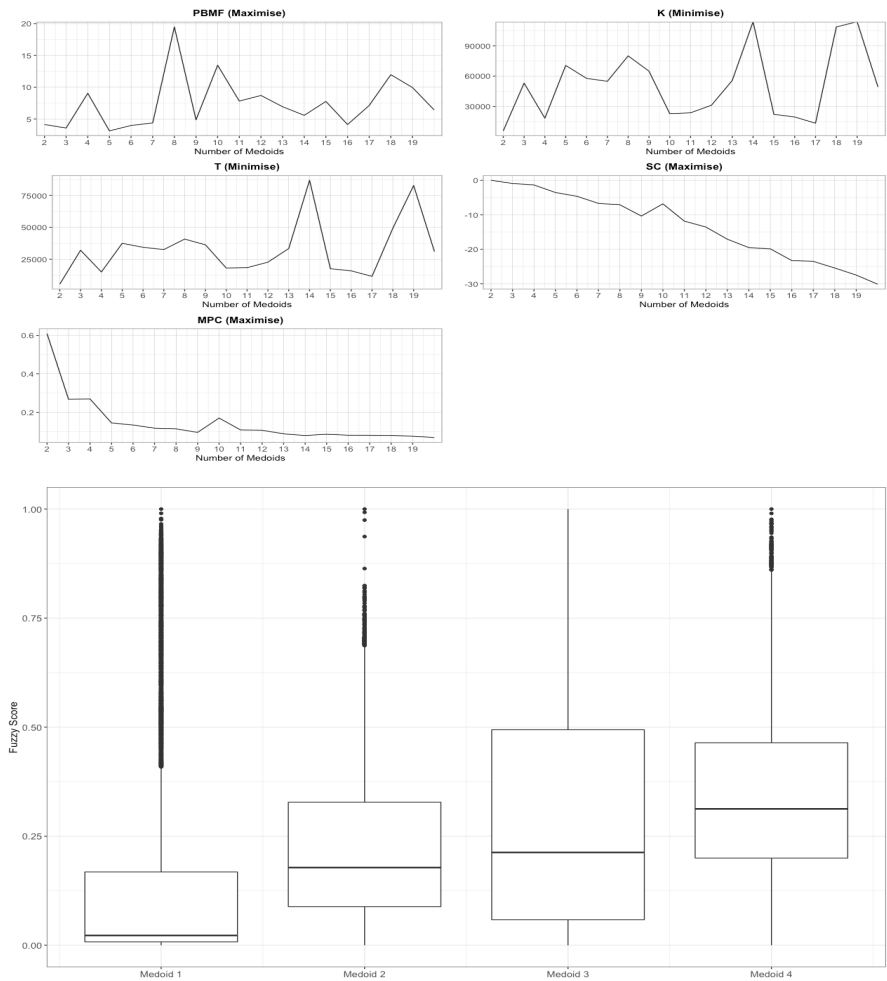 PBMF (Maximise)
20
15
10
5
2 3 4 5 6 7 8 9 10 11 12 13 14 15 16 17 18 19
Number of Medoids
K (Minimise)
90000
60000
30000
2 3 4 5 6 7 8 9 10 11 12 13 14 15 16 17 18 19
Number of Medoids
T (Minimise)
75000
50000
25000
2 3 4 5 6 7 8 9 10 11 12 13 14 15 16 17 18 19
Number of Medoids
SC (Maximise)
0
-10
-20
-30
2 3 4 5 6 7 8 9 10 11 12 13 14 15 16 17 18 19
Number of Medoids
MPC (Maximise)
0.6
0.4
0.2
2 3 4 5 6 7 8 9 10 11 12 13 14 15 16 17 18 19
Number of Medoids
Fuzzy Score
1.00
0.75
0.50
0.25
0.00
Medoid 1 Medoid 2 Medoid 3 Medoid 4